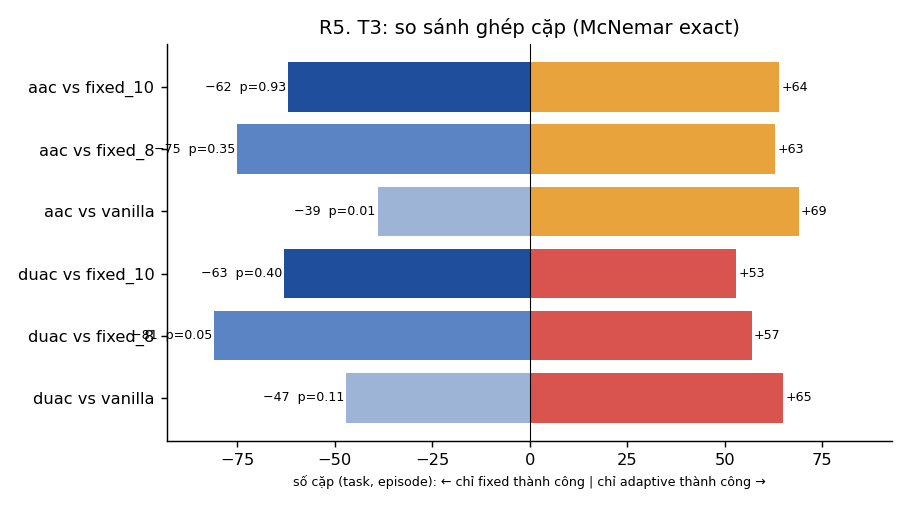 R5. T3: so sánh ghép cặp (McNemar exact)
aac vs fixed_10 −62 p=0.93 +64
aac vs fixed_8 −75 p=0.35 +63
aac vs vanilla −39 p=0.01 +69
duac vs fixed_10 −63 p=0.40 +53
duac vs fixed_8 −81 p=0.05 +57
duac vs vanilla −47 p=0.11 +65
−75 −50 −25 0 25 50 75
số cặp (task, episode): ← chỉ fixed thành công | chỉ adaptive thành công →